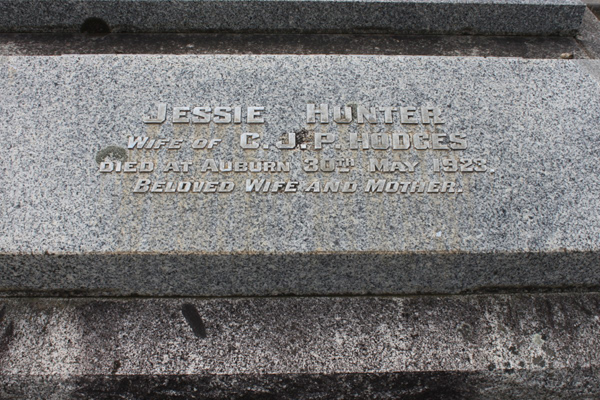 JESSIE HUNTER
WIFE OF C. J. P. HODGES
DIED AT AUBURN 30TH MAY 1923
BELOVED WIFE AND MOTHER.